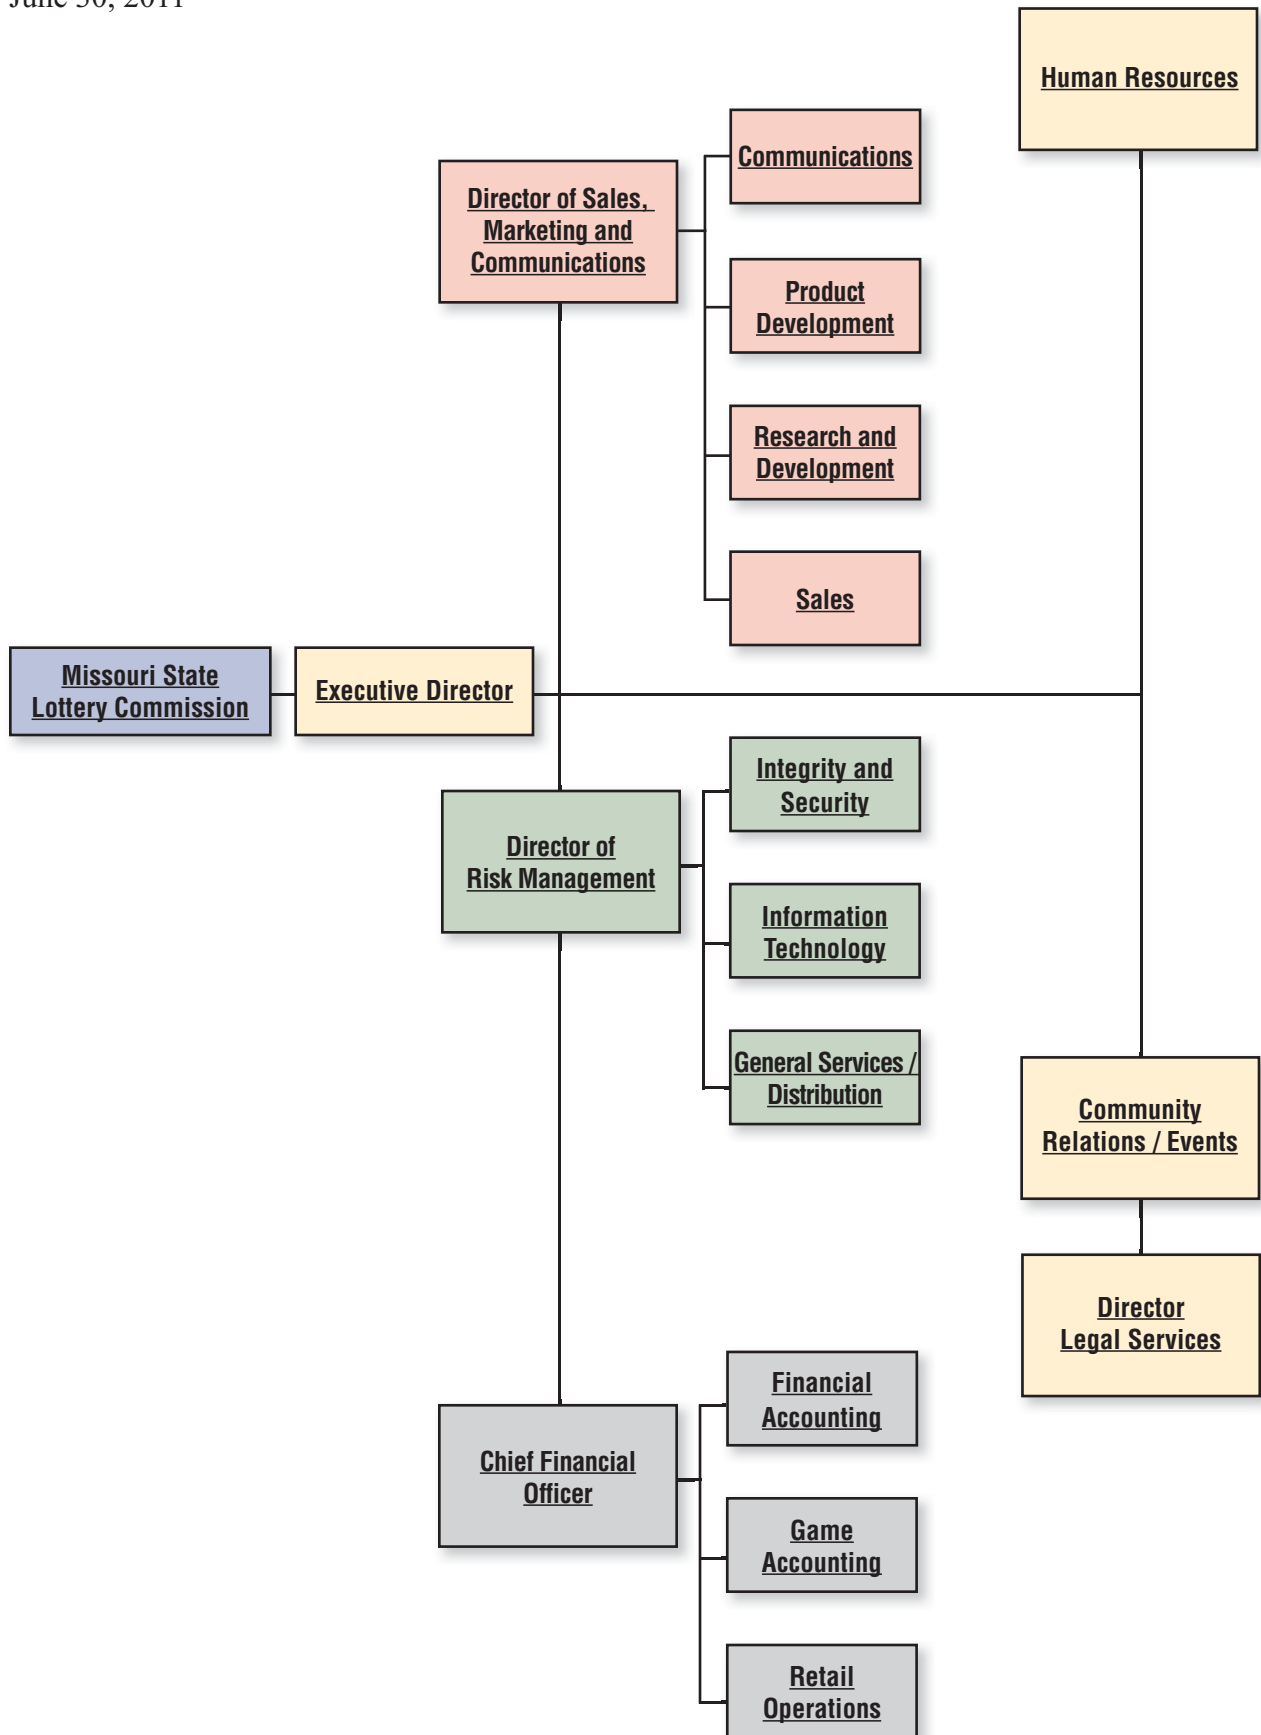 June 30, 2011
Human Resources
Communications
Director of Sales,
Marketing and
Communications
Product
Development
Research and
Development
Sales
Missouri State
Lottery Commission
Executive Director
Integrity and
Security
Director of
Risk Management
Information
Technology
General Services /
Distribution
Community
Relations / Events
Director
Legal Services
Financial
Accounting
Chief Financial
Officer
Game
Accounting
Retail
Operations